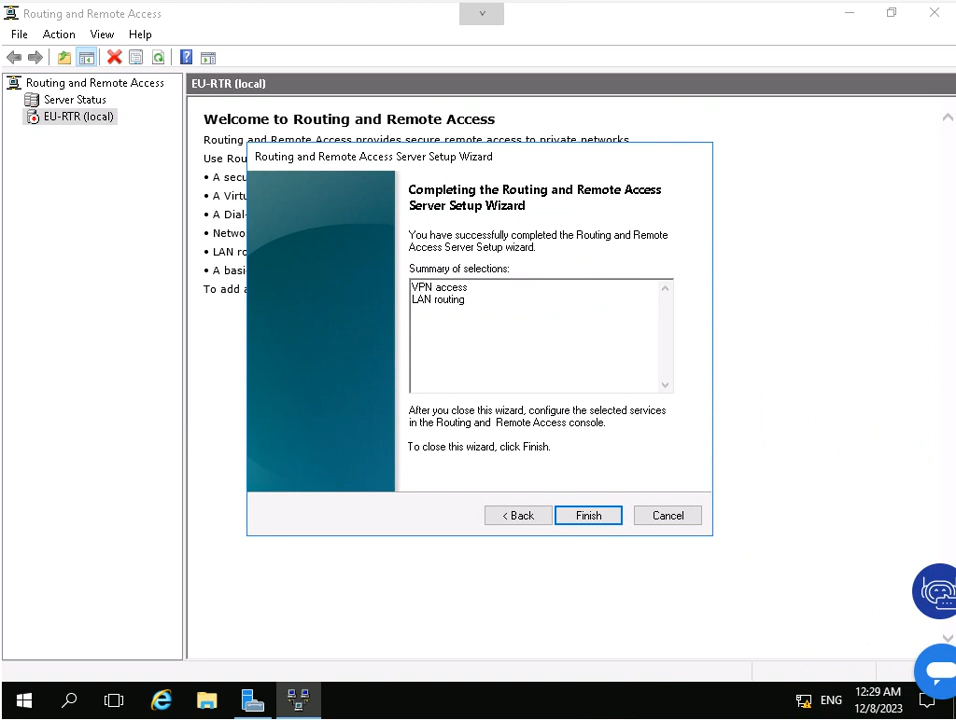 Routing and Remote Access
File Action View Help
Routing and Remote Access
Server Status
EU-RTR (local)
EU-RTR (local)
Welcome to Routing and Remote Access
Routing and Remote Access provides secure remote access to private networks
Use Rou
• A secu
• A Virtu
• A Dial-
• Netwo
• LAN ro
• A basi
To add a
Routing and Remote Access Server Setup Wizard
Completing the Routing and Remote Access
Server Setup Wizard
You have successfully completed the Routing and Remote
Access Server Setup wizard.
Summary of selections:
VPN access
LAN routing
After you close this wizard, configure the selected services
in the Routing and Remote Access console.
To close this wizard, click Finish.
< Back
Finish
Cancel
ENG
12:29 AM
12/8/2023